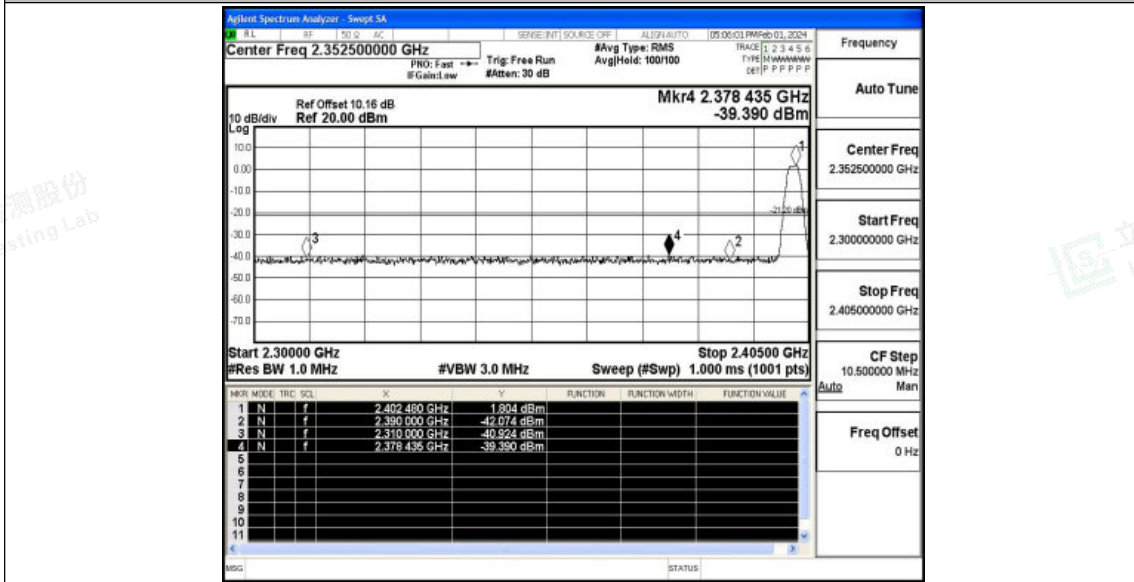 Agilent Spectrum Analyzer - Swept SA
RL RF 50 Ω AC SENSE:INT SOURCE OFF ALIGN AUTO 05:06:01 PM Feb 01, 2024
Center Freq 2.352500000 GHz
PNO: Fast
IFGain:Low
Trig: Free Run
#Atten: 30 dB
#Avg Type: RMS
Avg|Hold: 100/100
TRACE 1 2 3 4 5 6
TYPE M
DET P P P P P P
Frequency
Auto Tune
Center Freq
2.352500000 GHz
Start Freq
2.300000000 GHz
Stop Freq
2.405000000 GHz
CF Step
10.500000 MHz
Auto Man
Freq Offset
0 Hz
Mkr4 2.378 435 GHz
-39.390 dBm
Ref Offset 10.16 dB
10 dB/div Ref 20.00 dBm
Log
10.0
0.00
-10.0
-20.0
-30.0
-40.0
-50.0
-60.0
-70.0
1
-21.20 dBm
3
4
2
Start 2.30000 GHz Stop 2.40500 GHz
#Res BW 1.0 MHz #VBW 3.0 MHz Sweep (#Swp) 1.000 ms (1001 pts)
MKR MODE TRC SCL X Y FUNCTION FUNCTION WIDTH FUNCTION VALUE
1 N f 2.402 480 GHz 1.804 dBm
2 N f 2.390 000 GHz -42.074 dBm
3 N f 2.310 000 GHz -40.924 dBm
4 N f 2.378 435 GHz -39.390 dBm
5
6
7
8
9
10
11
MSG STATUS
测股份
sting Lab
立